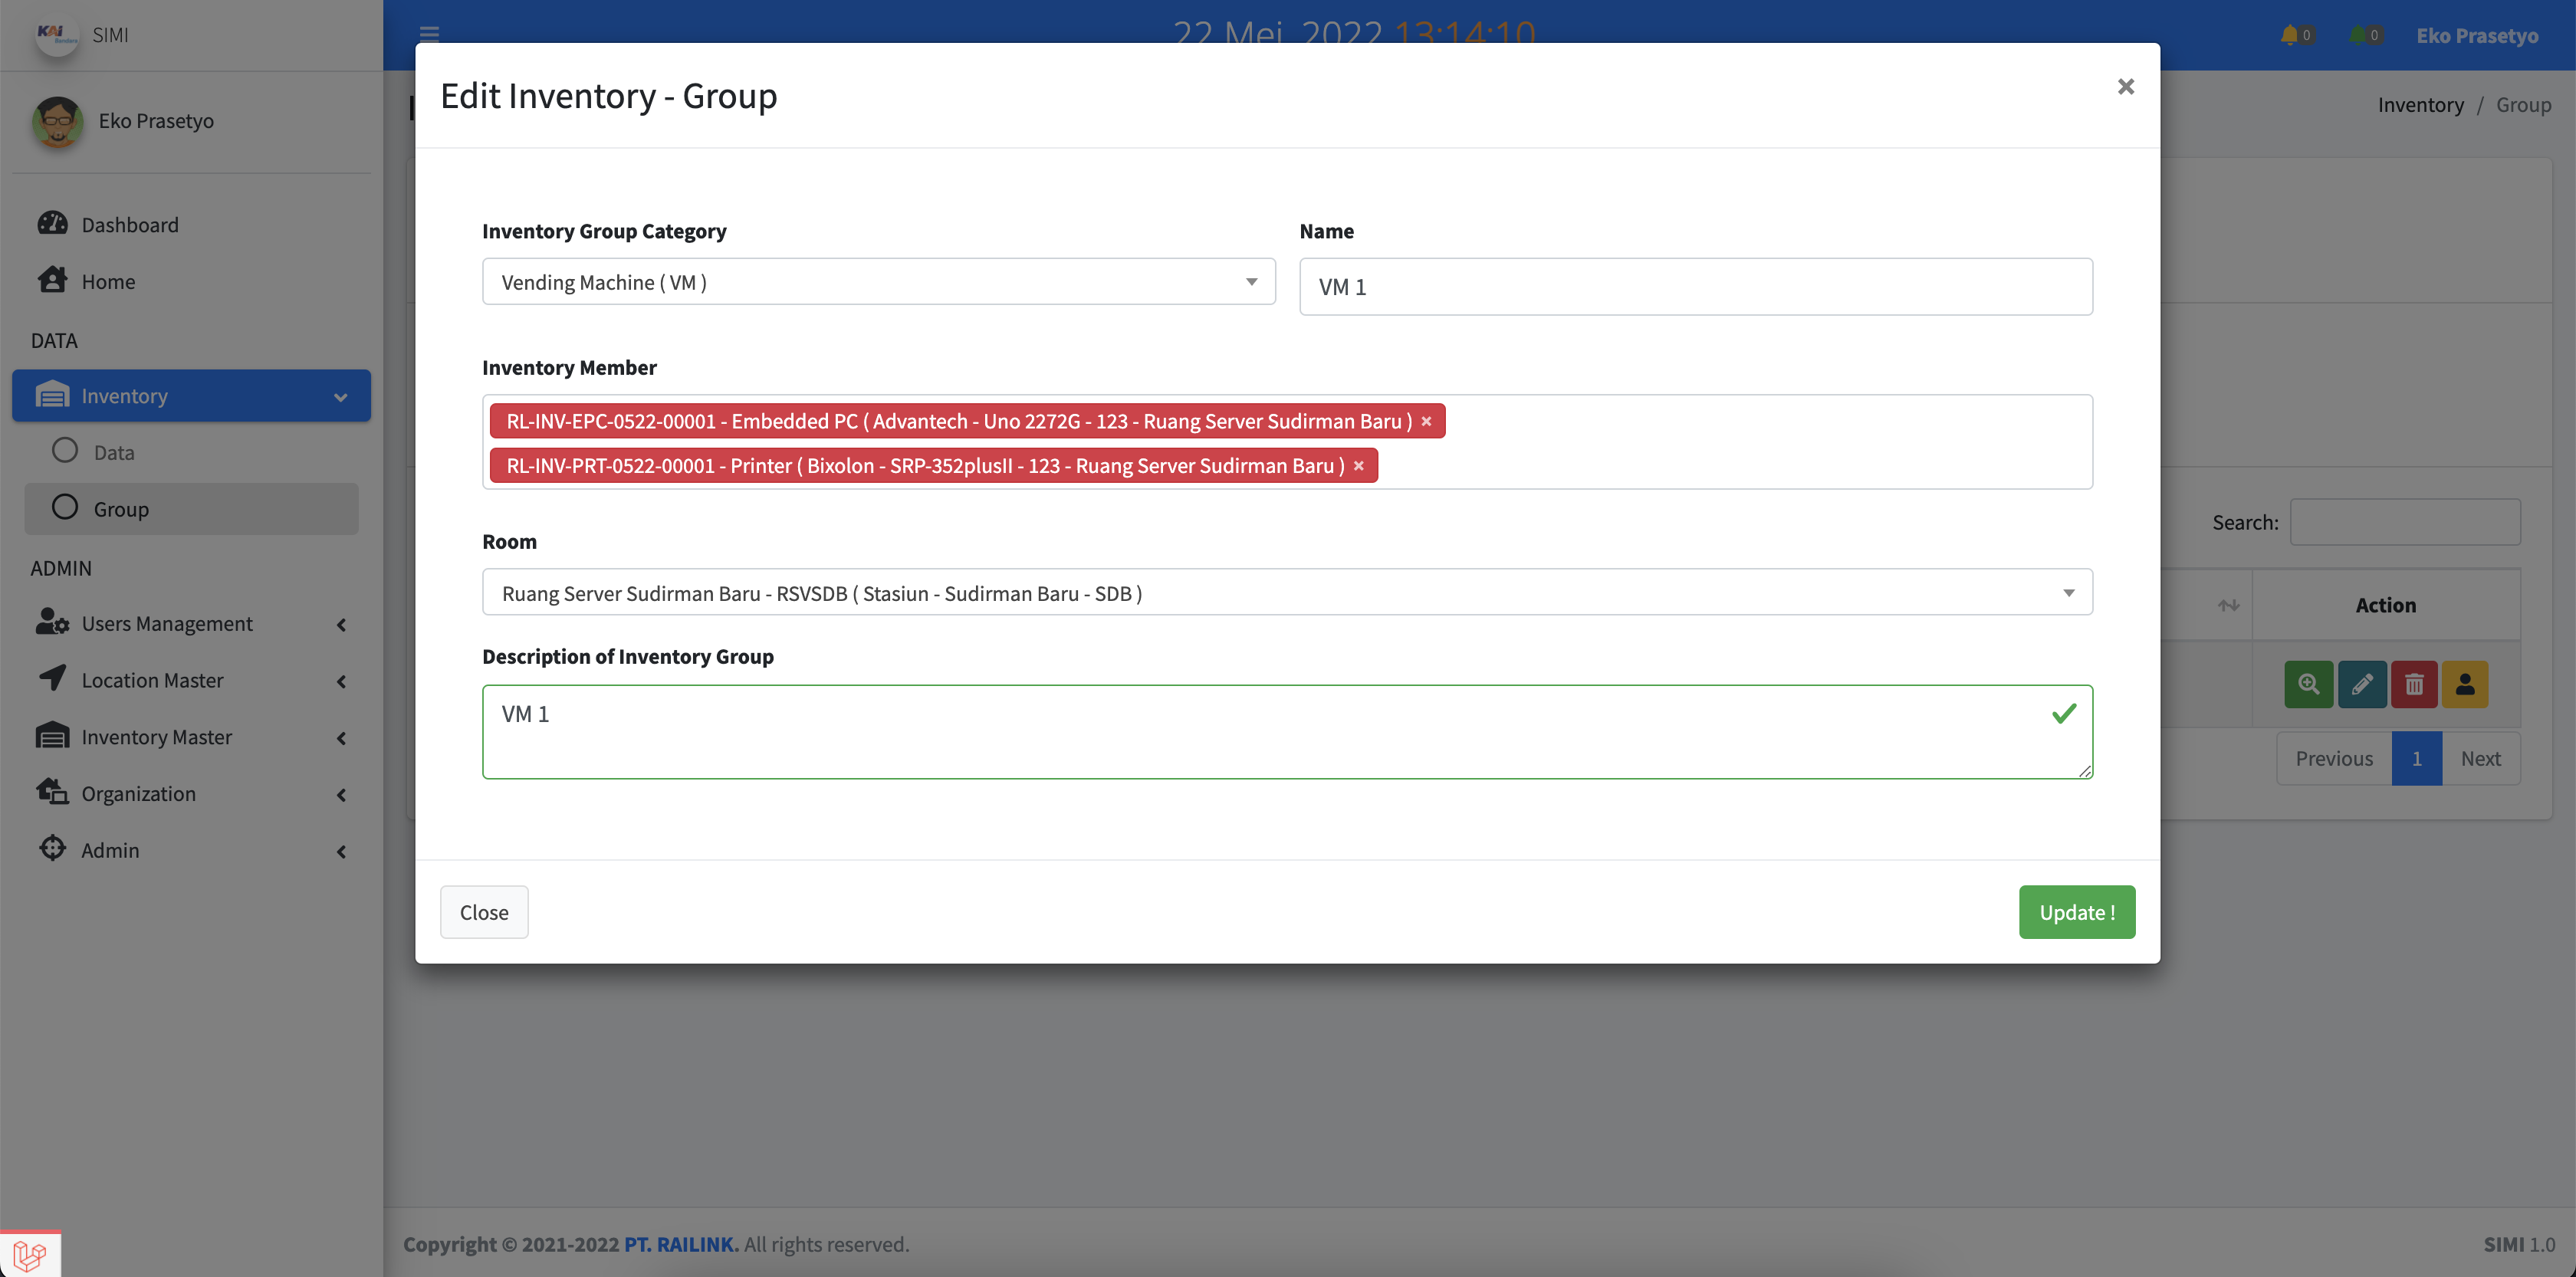 KAI
SIMI
22 Mei 2022 13:14:10
0
0
Eko Prasetyo
Eko Prasetyo
Inventory / Group
Dashboard
Home
DATA
Inventory
Data
Group
ADMIN
Users Management
Location Master
Inventory Master
Organization
Admin
Edit Inventory - Group
×
Inventory Group Category
Name
Vending Machine ( VM )
VM 1
Inventory Member
RL-INV-EPC-0522-00001 - Embedded PC ( Advantech - Uno 2272G - 123 - Ruang Server Sudirman Baru ) ×
RL-INV-PRT-0522-00001 - Printer ( Bixolon - SRP-352plusII - 123 - Ruang Server Sudirman Baru ) ×
Room
Ruang Server Sudirman Baru - RSVSDB ( Stasiun - Sudirman Baru - SDB )
Description of Inventory Group
VM 1
Close
Update !
Search:
Action
Previous
1
Next
Copyright © 2021-2022 PT. RAILINK. All rights reserved.
SIMI 1.0